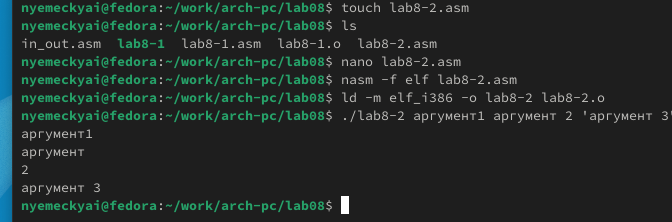 nyemeckyai@fedora:~/work/arch-pc/lab08$ touch lab8-2.asm
nyemeckyai@fedora:~/work/arch-pc/lab08$ ls
in_out.asm  lab8-1  lab8-1.asm  lab8-1.o  lab8-2.asm
nyemeckyai@fedora:~/work/arch-pc/lab08$ nano lab8-2.asm
nyemeckyai@fedora:~/work/arch-pc/lab08$ nasm -f elf lab8-2.asm
nyemeckyai@fedora:~/work/arch-pc/lab08$ ld -m elf_i386 -o lab8-2 lab8-2.o
nyemeckyai@fedora:~/work/arch-pc/lab08$ ./lab8-2 аргумент1 аргумент 2 'аргумент 3'
аргумент1
аргумент
2
аргумент 3
nyemeckyai@fedora:~/work/arch-pc/lab08$